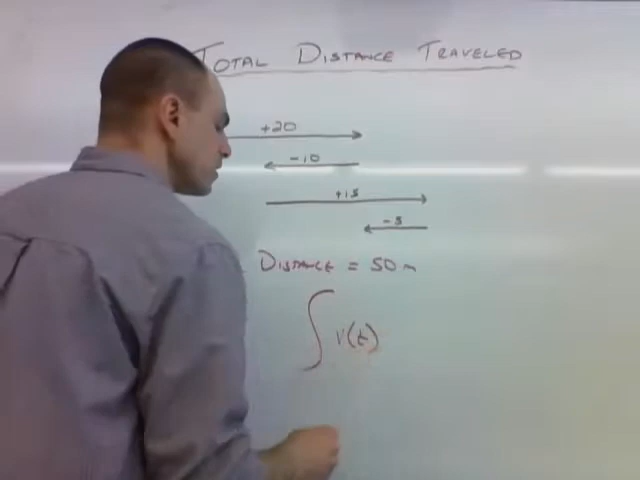 TOTAL DISTANCE TRAVELED
+20
-10
+15
-5
DISTANCE = 50 m
∫ v(t)